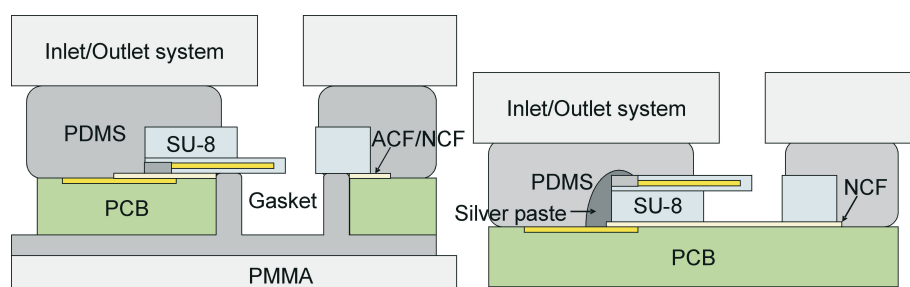 Inlet/Outlet system
PDMS
SU-8
ACF/NCF
PCB
Gasket
PMMA
Inlet/Outlet system
PDMS
NCF
Silver paste
SU-8
PCB